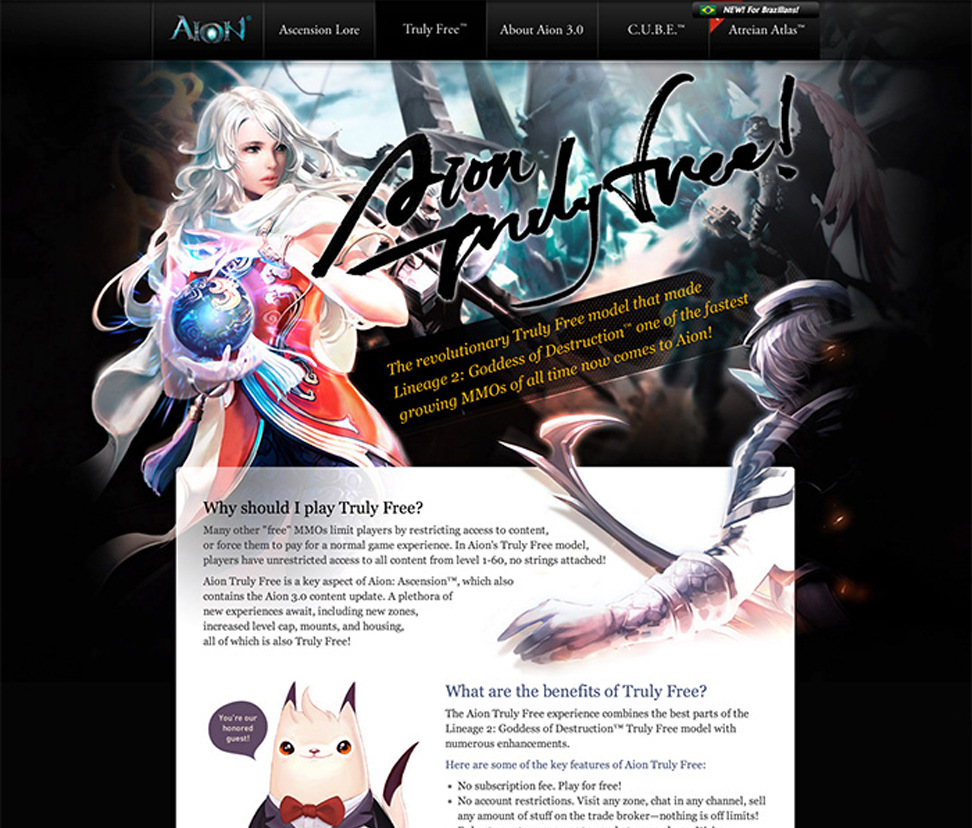 NEW! For Brazilians!
AION
Ascension Lore
Truly Free™
About Aion 3.0
C.U.B.E.™
Atreian Atlas™
Aion
truly free!
The revolutionary Truly Free model that made
Lineage 2: Goddess of Destruction™ one of the fastest
growing MMOs of all time now comes to Aion!
Why should I play Truly Free?
Many other "free" MMOs limit players by restricting access to content,
or force them to pay for a normal game experience. In Aion's Truly Free model,
players have unrestricted access to all content from level 1-60, no strings attached!
Aion Truly Free is a key aspect of Aion: Ascension™, which also
contains the Aion 3.0 content update. A plethora of
new experiences await, including new zones,
increased level cap, mounts, and housing,
all of which is also Truly Free!
You're our
honored
guest!
What are the benefits of Truly Free?
The Aion Truly Free experience combines the best parts of the
Lineage 2: Goddess of Destruction™ Truly Free model with
numerous enhancements.
Here are some of the key features of Aion Truly Free:
• No subscription fee. Play for free!
• No account restrictions. Visit any zone, chat in any channel, sell
any amount of stuff on the trade broker—nothing is off limits!